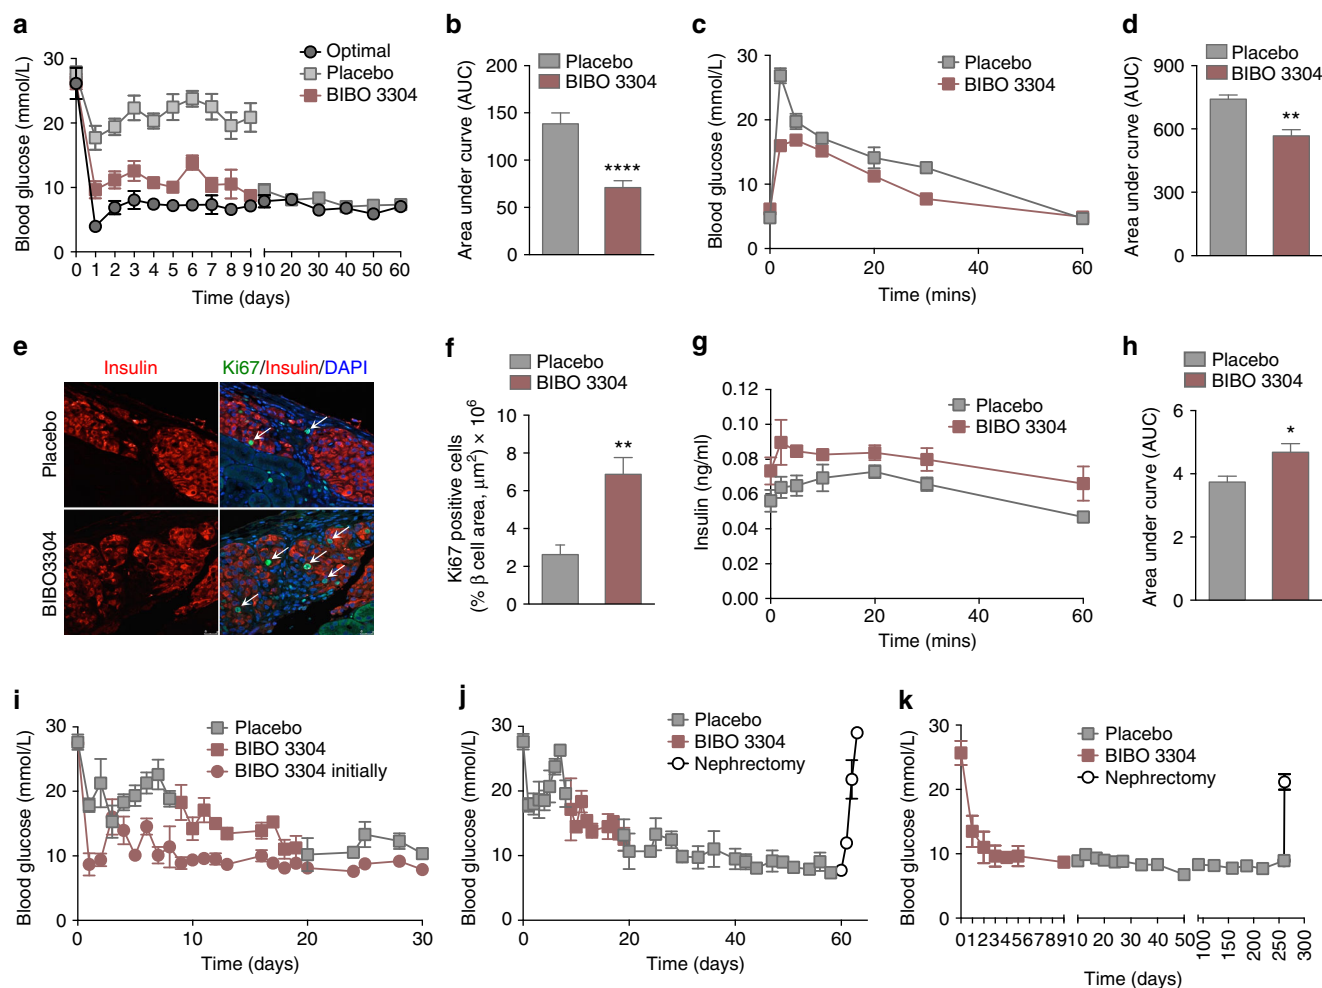 a
Optimal
Placebo
BIBO 3304
Blood glucose (mmol/L)
30
20
10
0
0 1 2 3 4 5 6 7 8 9 10 20 30 40 50 60
Time (days)
b
Placebo
BIBO 3304
Area under curve (AUC)
200
150
100
50
0
****
c
Placebo
BIBO 3304
Blood glucose (mmol/L)
30
20
10
0
0 20 40 60
Time (mins)
d
Placebo
BIBO 3304
Area under curve (AUC)
900
600
300
0
**
e
Insulin
Ki67/Insulin/DAPI
Placebo
BIBO3304
f
Placebo
BIBO 3304
Ki67 positive cells
(% β cell area, μm²) × 10⁶
10
8
6
4
2
0
**
g
Placebo
BIBO 3304
Insulin (ng/ml)
0.12
0.10
0.08
0.06
0.04
0.02
0.00
0 20 40 60
Time (mins)
h
Placebo
BIBO 3304
Area under curve (AUC)
6
4
2
0
*
i
Placebo
BIBO 3304
BIBO 3304 initially
Blood glucose (mmol/L)
30
20
10
0
0 10 20 30
Time (days)
j
Placebo
BIBO 3304
Nephrectomy
Blood glucose (mmol/L)
30
20
10
0
0 20 40 60
Time (days)
k
Placebo
BIBO 3304
Nephrectomy
Blood glucose (mmol/L)
30
20
10
0
0 1 2 3 4 5 6 7 8 9 10 20 30 40 50 100 150 200 250 300
Time (days)